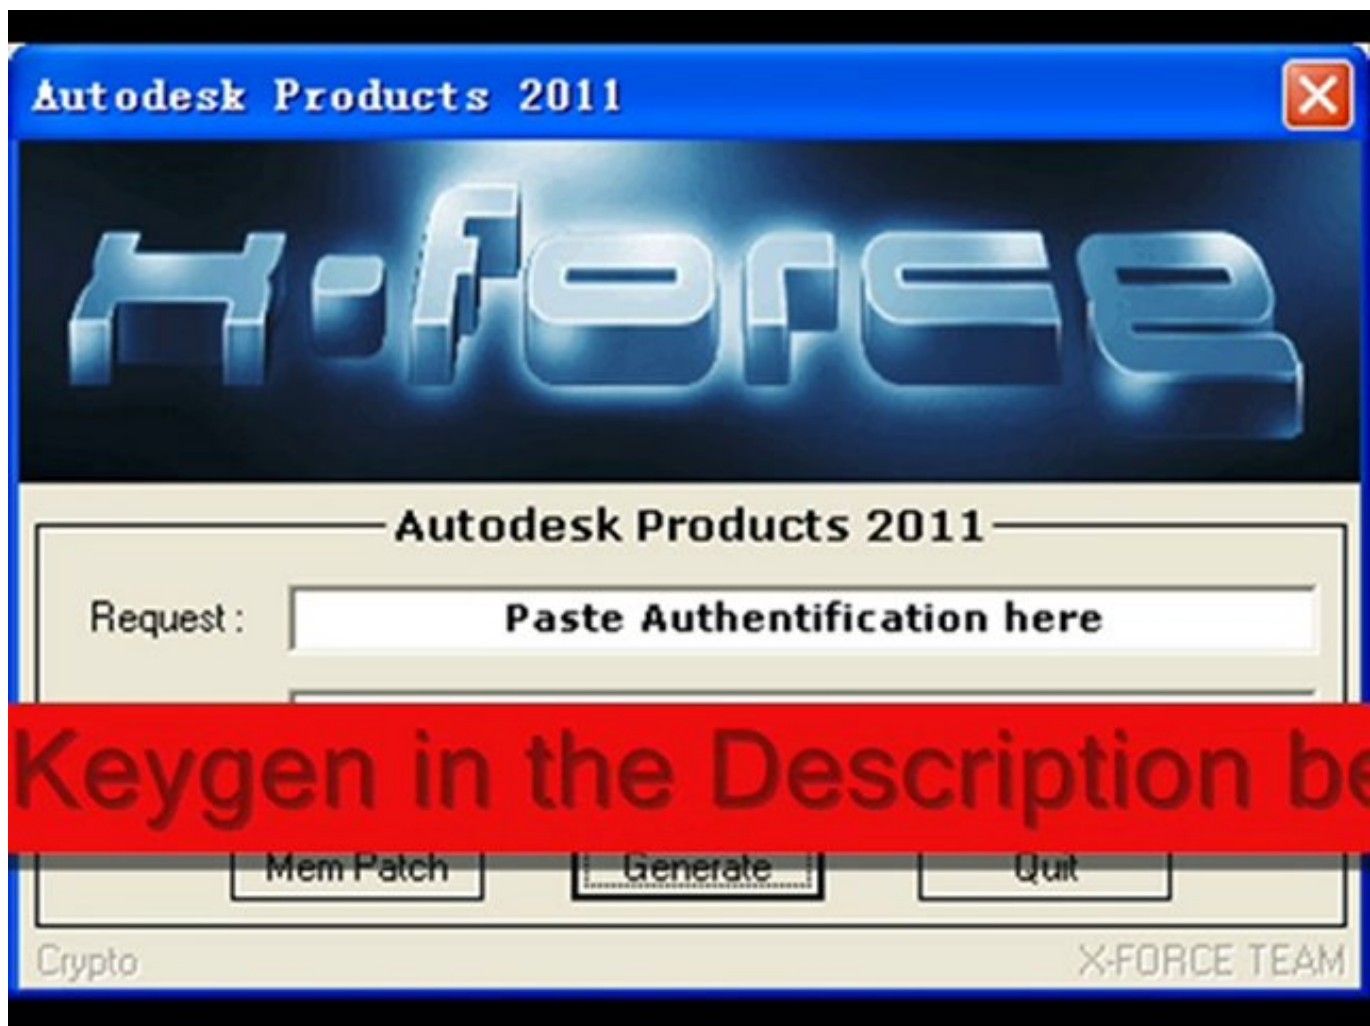 Autodesk Products 2011
X-force
Autodesk Products 2011
Request :
Paste Authentification here
Keygen in the Description be
Mem Patch
Generate
Quit
Crypto
X-FORCE TEAM